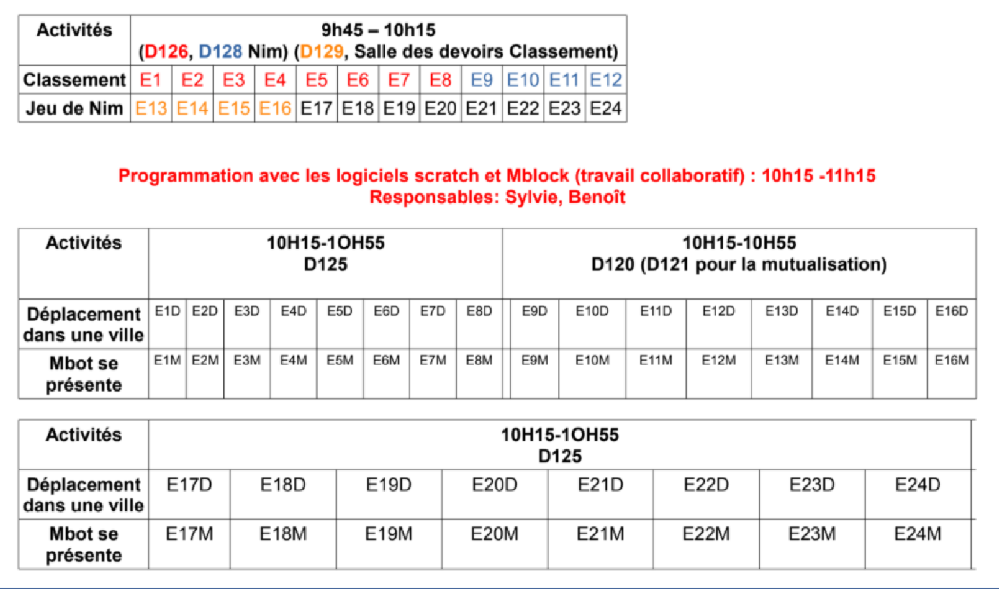 Activités 9h45 – 10h15
(D126, D128 Nim) (D129, Salle des devoirs Classement)
Classement E1 E2 E3 E4 E5 E6 E7 E8 E9 E10 E11 E12
Jeu de Nim E13 E14 E15 E16 E17 E18 E19 E20 E21 E22 E23 E24
Programmation avec les logiciels scratch et Mblock (travail collaboratif) : 10h15 -11h15
Responsables: Sylvie, Benoît
Activités 10H15-1OH55 10H15-10H55
D125 D120 (D121 pour la mutualisation)
Déplacement E1D E2D E3D E4D E5D E6D E7D E8D E9D E10D E11D E12D E13D E14D E15D E16D
dans une ville
Mbot se E1M E2M E3M E4M E5M E6M E7M E8M E9M E10M E11M E12M E13M E14M E15M E16M
présente
Activités 10H15-1OH55
D125
Déplacement E17D E18D E19D E20D E21D E22D E23D E24D
dans une ville
Mbot se E17M E18M E19M E20M E21M E22M E23M E24M
présente